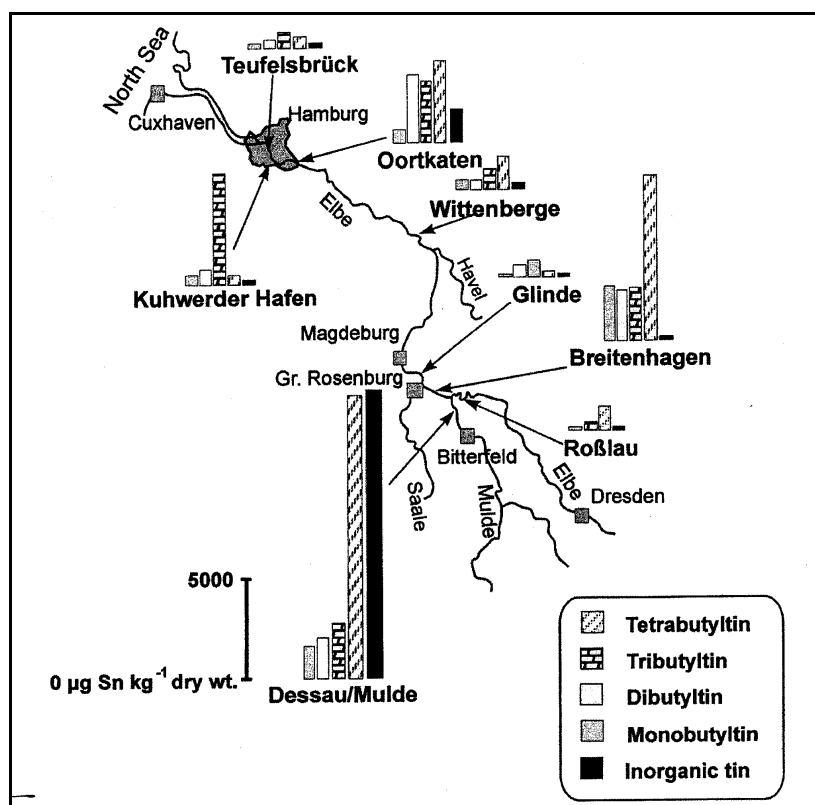 North Sea
Teufelsbrück
Cuxhaven
Hamburg
Oortkaten
Elbe
Wittenberge
Kuhwerder Hafen
Havel
Glinde
Magdeburg
Breitenhagen
Gr. Rosenburg
Roßlau
Bitterfeld
Saale
Mulde
Elbe
Dresden
5000
0 µg Sn kg⁻¹ dry wt.
Dessau/Mulde
Tetrabutyltin
Tributyltin
Dibutyltin
Monobutyltin
Inorganic tin